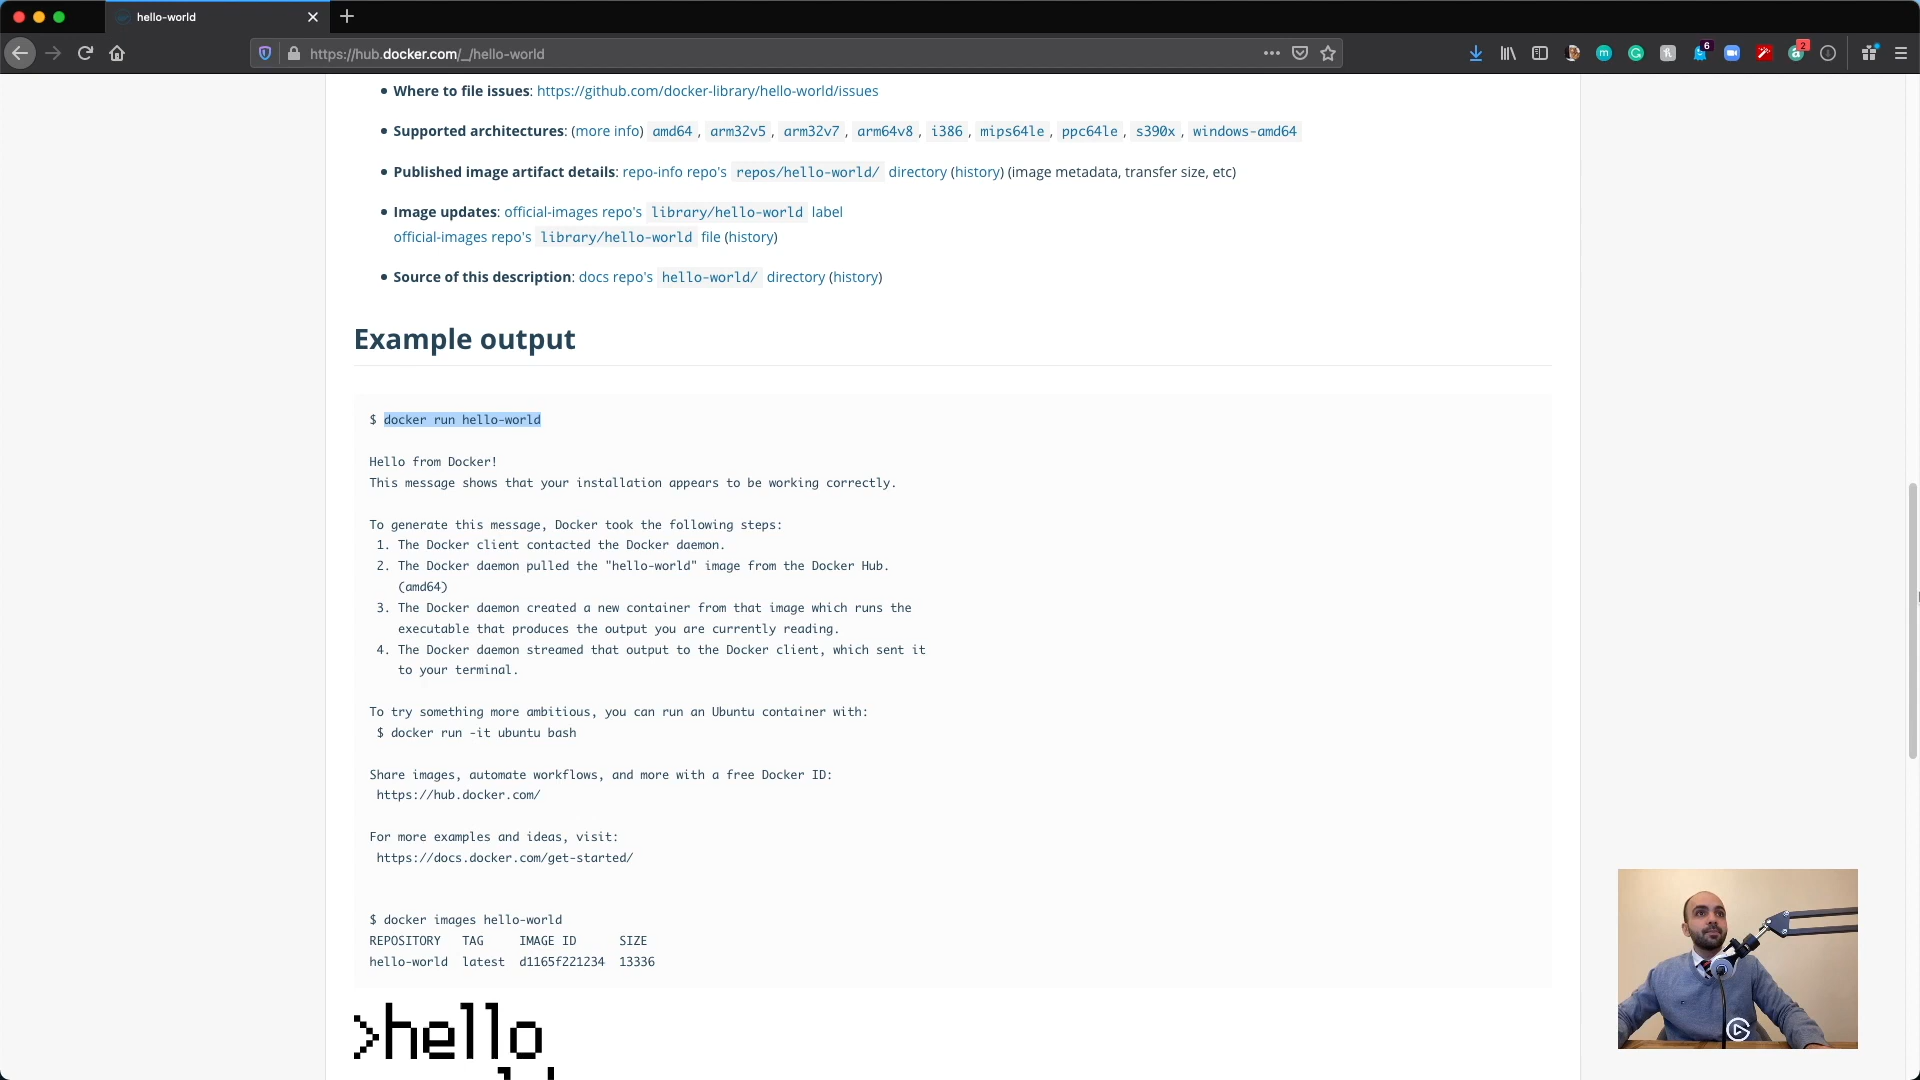 hello-world
https://hub.docker.com/_/hello-world
6
2
Where to file issues: https://github.com/docker-library/hello-world/issues
Supported architectures: (more info) amd64 , arm32v5 , arm32v7 , arm64v8 , i386 , mips64le , ppc64le , s390x , windows-amd64
Published image artifact details: repo-info repo's repos/hello-world/ directory (history) (image metadata, transfer size, etc)
Image updates: official-images repo's library/hello-world label
official-images repo's library/hello-world file (history)
Source of this description: docs repo's hello-world/ directory (history)
Example output
$ docker run hello-world
Hello from Docker!
This message shows that your installation appears to be working correctly.
To generate this message, Docker took the following steps:
1. The Docker client contacted the Docker daemon.
2. The Docker daemon pulled the "hello-world" image from the Docker Hub.
(amd64)
3. The Docker daemon created a new container from that image which runs the
executable that produces the output you are currently reading.
4. The Docker daemon streamed that output to the Docker client, which sent it
to your terminal.
To try something more ambitious, you can run an Ubuntu container with:
$ docker run -it ubuntu bash
Share images, automate workflows, and more with a free Docker ID:
https://hub.docker.com/
For more examples and ideas, visit:
https://docs.docker.com/get-started/
$ docker images hello-world
REPOSITORY TAG IMAGE ID SIZE
hello-world latest d1165f221234 13336
>hello